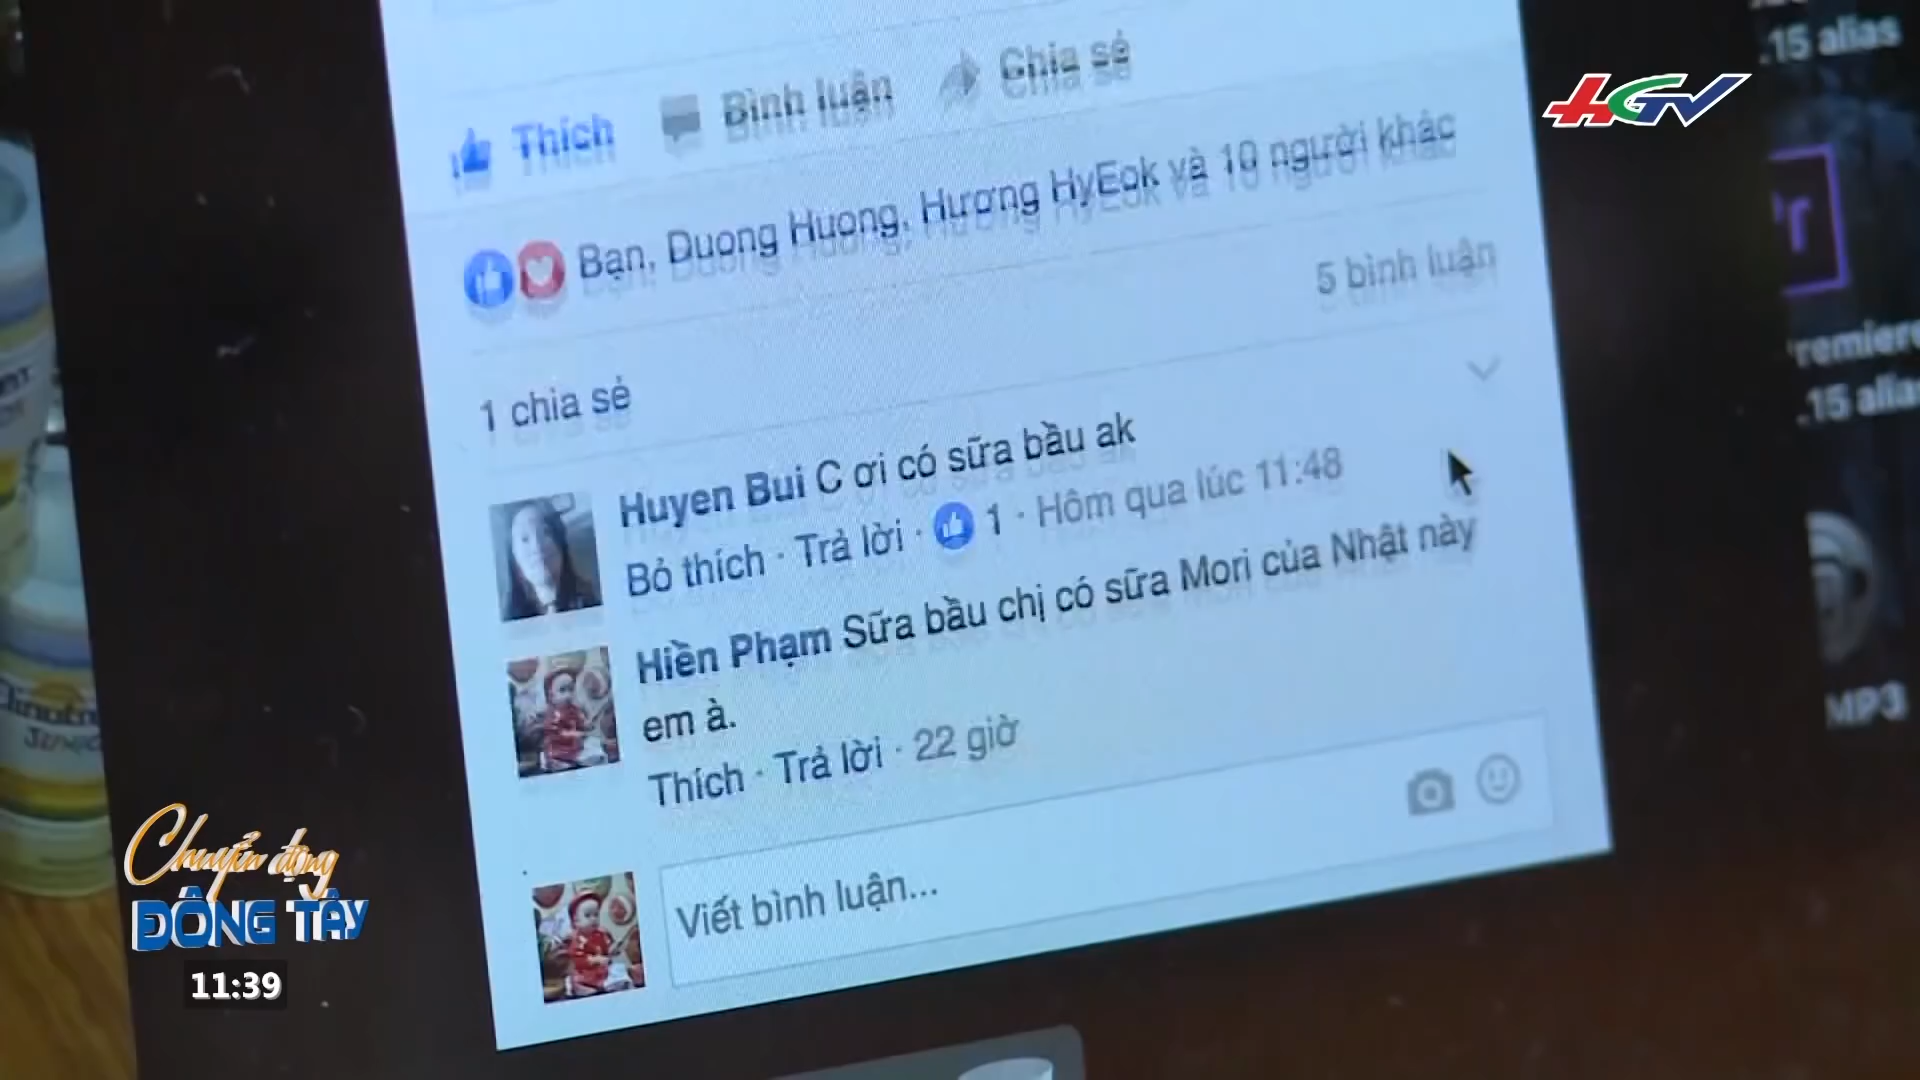 .15 alias
HGV
Thích Bình luận Chia sẻ
Bạn, Duong Huong, Hương HyEok và 10 người khác
5 bình luận
1 chia sẻ
Huyen Bui C ơi có sữa bầu ak
Bỏ thích · Trả lời · 1 · Hôm qua lúc 11:48
Hiền Phạm Sữa bầu chị có sữa Mori của Nhật này
em à.
Thích · Trả lời · 22 giờ
Viết bình luận...
Pr
MP3
Chuyển động
ĐÔNG TÂY
11:39